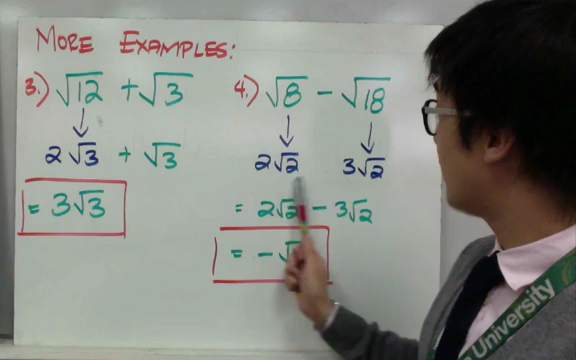 MORE EXAMPLES:
3.) √12 + √3
2√3 + √3
= 3√3
4.) √8 - √18
2√2 3√2
= 2√2 - 3√2
= -√
University